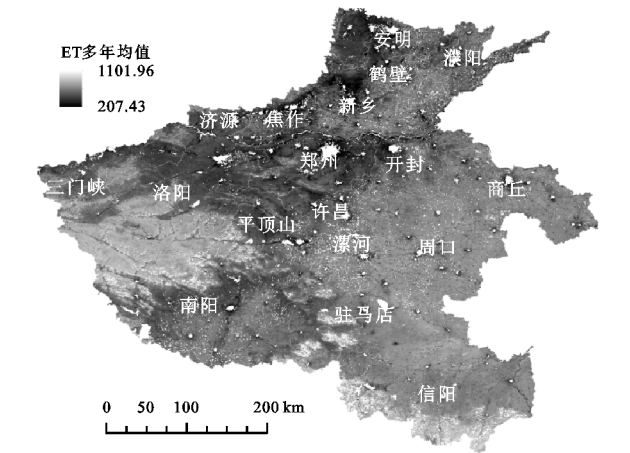 ET多年均值
1101.96
207.43
安明
濮阳
鹤壁
新乡
济源
焦作
郑州
开封
三门峡
洛阳
商丘
许昌
平顶山
漯河
周口
南阳
驻马店
信阳
0 50 100 200 km